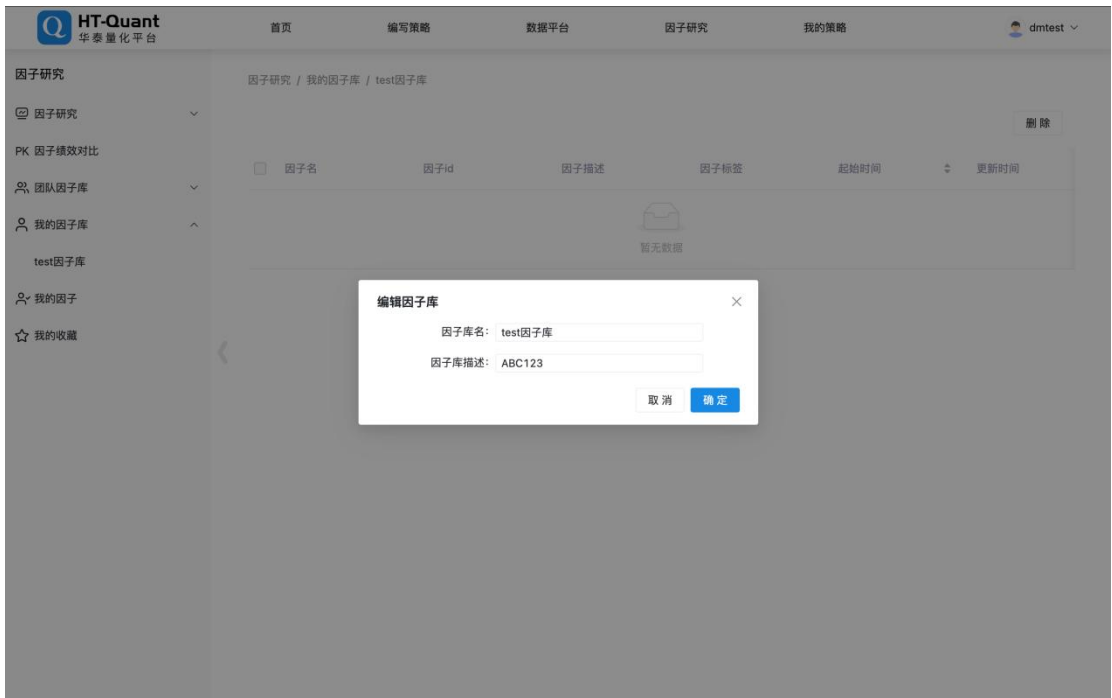 HT-Quant
华泰量化平台
首页
编写策略
数据平台
因子研究
我的策略
dmtest
因子研究
因子研究
PK 因子绩效对比
团队因子库
我的因子库
test因子库
我的因子
我的收藏
因子研究 / 我的因子库 / test因子库
删 除
因子名
因子id
因子描述
因子标签
起始时间
更新时间
暂无数据
编辑因子库
因子库名: test因子库
因子库描述: ABC123
取 消
确 定